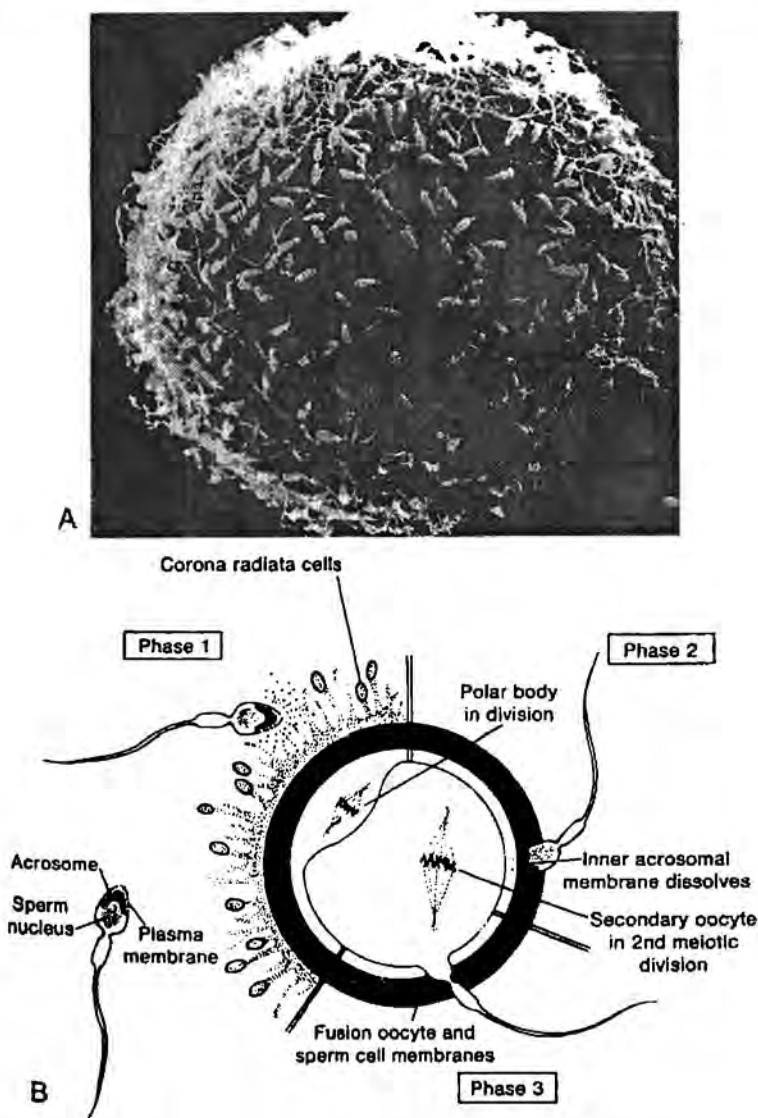 A
Corona radiata cells
Phase 1
Phase 2
Polar body
in division
Acrosome
Sperm
nucleus
Plasma
membrane
Inner acrosomal
membrane dissolves
Secondary oocyte
in 2nd meiotic
division
Fusion oocyte and
sperm cell membranes
B
Phase 3